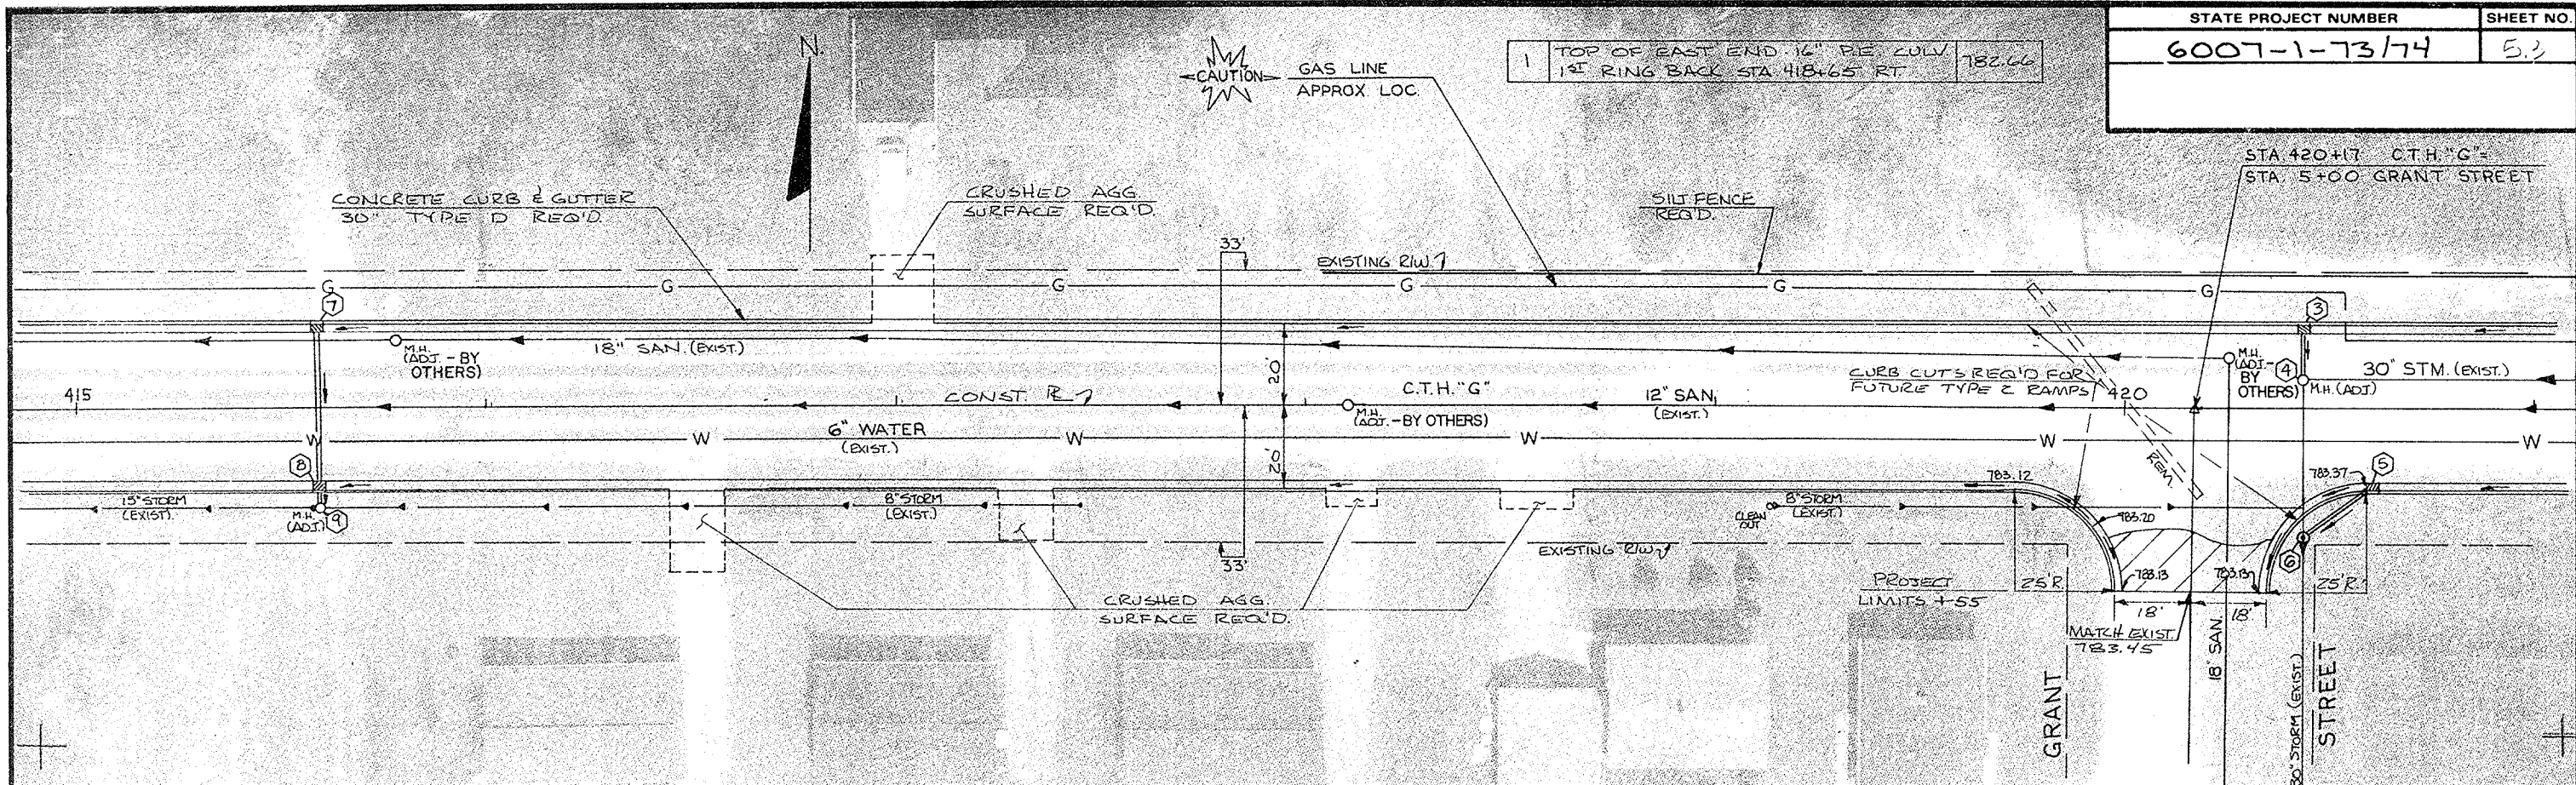 STATE PROJECT NUMBER
SHEET NO.
6007-1-73/74
N.
CAUTION
GAS LINE
APPROX LOC.
1
TOP OF EAST END 16" P.E. CULV
1ST RING BACK STA 418+65 RT.
782.66
STA. 420+17 C.T.H. "G"=
STA. 5+00 GRANT STREET
CONCRETE CURB & GUTTER
30" TYPE D REQ'D.
CRUSHED AGG.
SURFACE REQ'D.
SILT FENCE
REQ'D.
33'
EXISTING R/W
G
G
G
G
G
G
7
3
M.H.
(ADJ. - BY
OTHERS)
18" SAN. (EXIST.)
20'
C.T.H. "G"
M.H.
(ADJ. -
BY
OTHERS)
4
M.H. (ADJ.)
30" STM. (EXIST.)
CURB CUTS REQ'D FOR
FUTURE TYPE 2 RAMPS
415
CONST. R
M.H.
(ADJ. - BY OTHERS)
12" SAN.
(EXIST.)
420
W
6" WATER
(EXIST.)
W
W
W
W
W
20'
REM.
8
15" STORM
(EXIST.)
M.H.
(ADJ.)
9
8" STORM
(EXIST.)
CLEAN
OUT
8" STORM
(EXIST.)
783.12
783.20
783.37
5
EXISTING R/W
33'
6
783.13
783.13
PROJECT
LIMITS +55
25'R.
25'R.
18'
18'
CRUSHED AGG.
SURFACE REQ'D.
MATCH EXIST.
783.45
GRANT
18" SAN.
30" STORM (EXIST.)
STREET